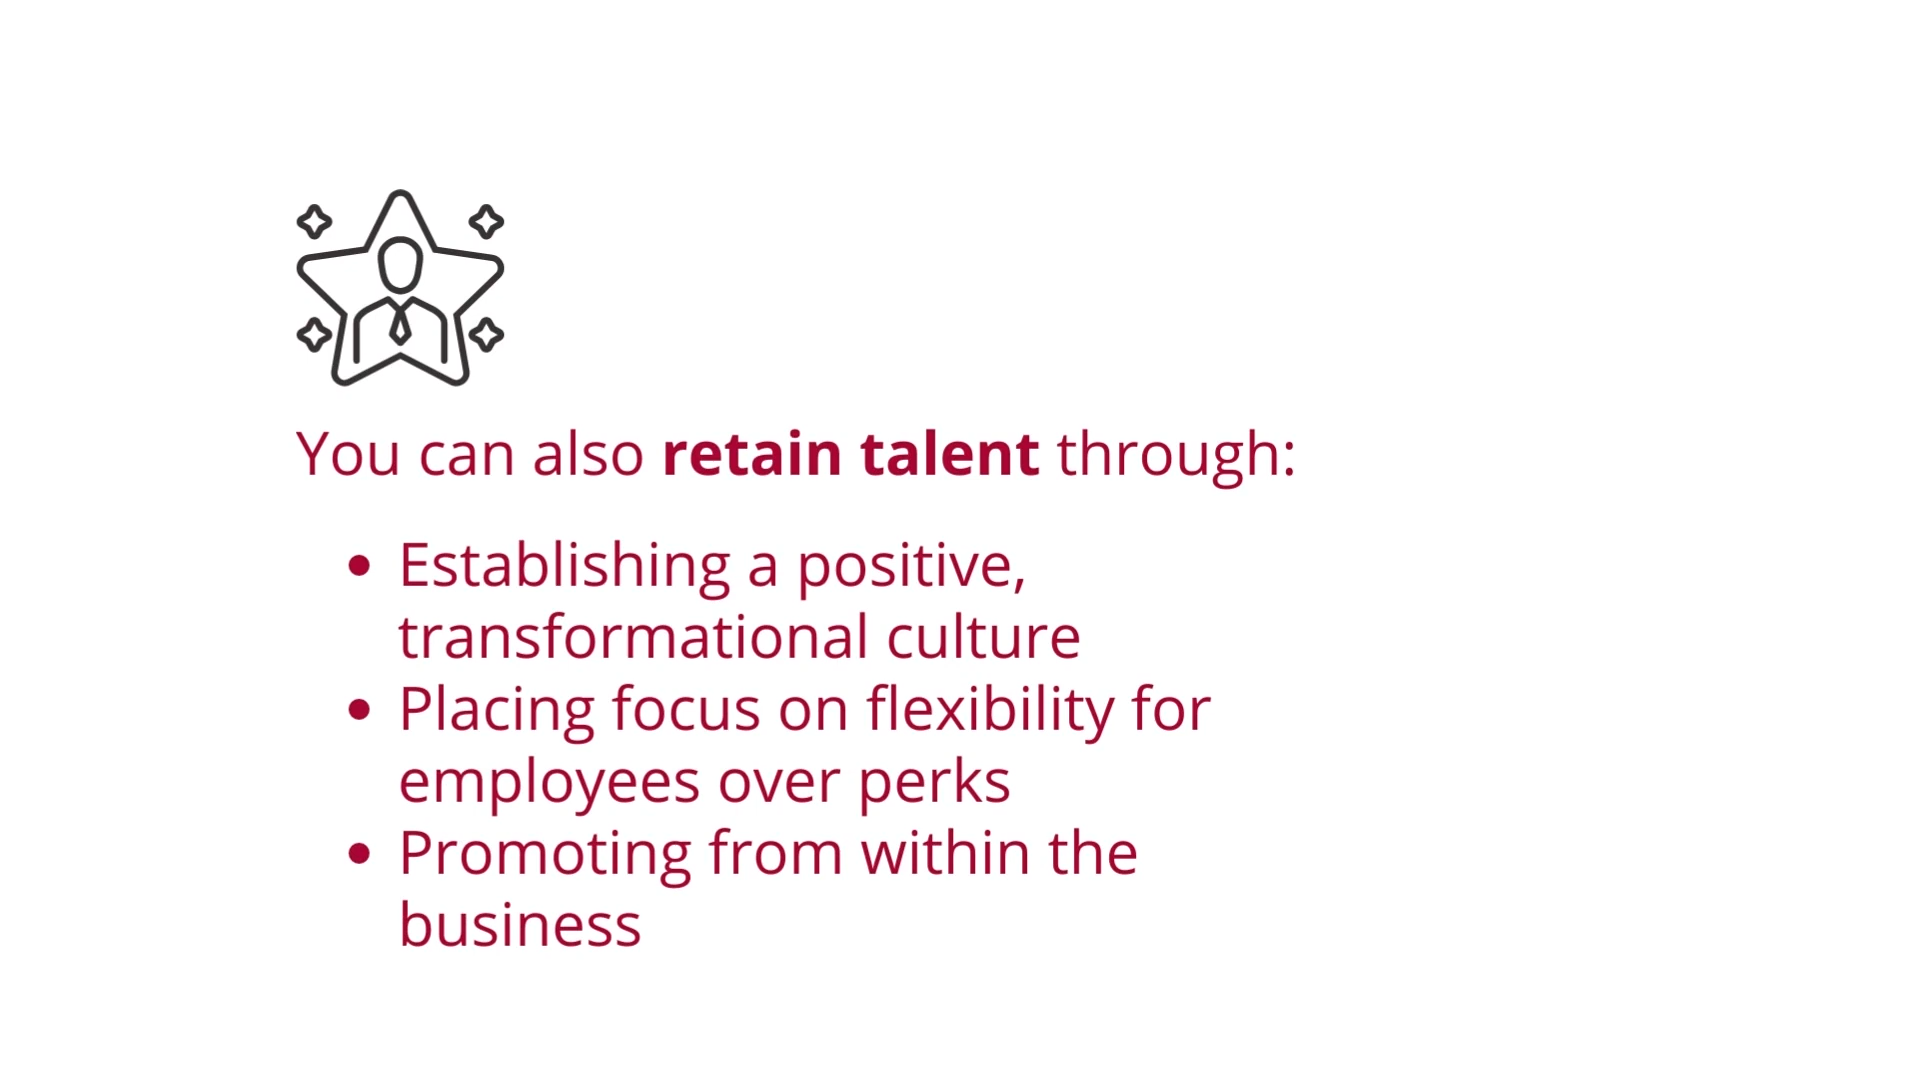 You can also retain talent through:
• Establishing a positive,
transformational culture
• Placing focus on flexibility for
employees over perks
• Promoting from within the
business